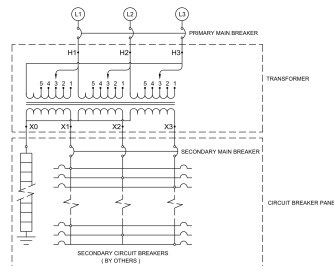 L1 L2 L3
PRIMARY MAIN BREAKER
H1 H2 H3
5 4 3 2 1 5 4 3 2 1 5 4 3 2 1
TRANSFORMER
X0 X1 X2 X3
SECONDARY MAIN BREAKER
CIRCUIT BREAKER PANE
SECONDARY CIRCUIT BREAKERS
( BY OTHERS )